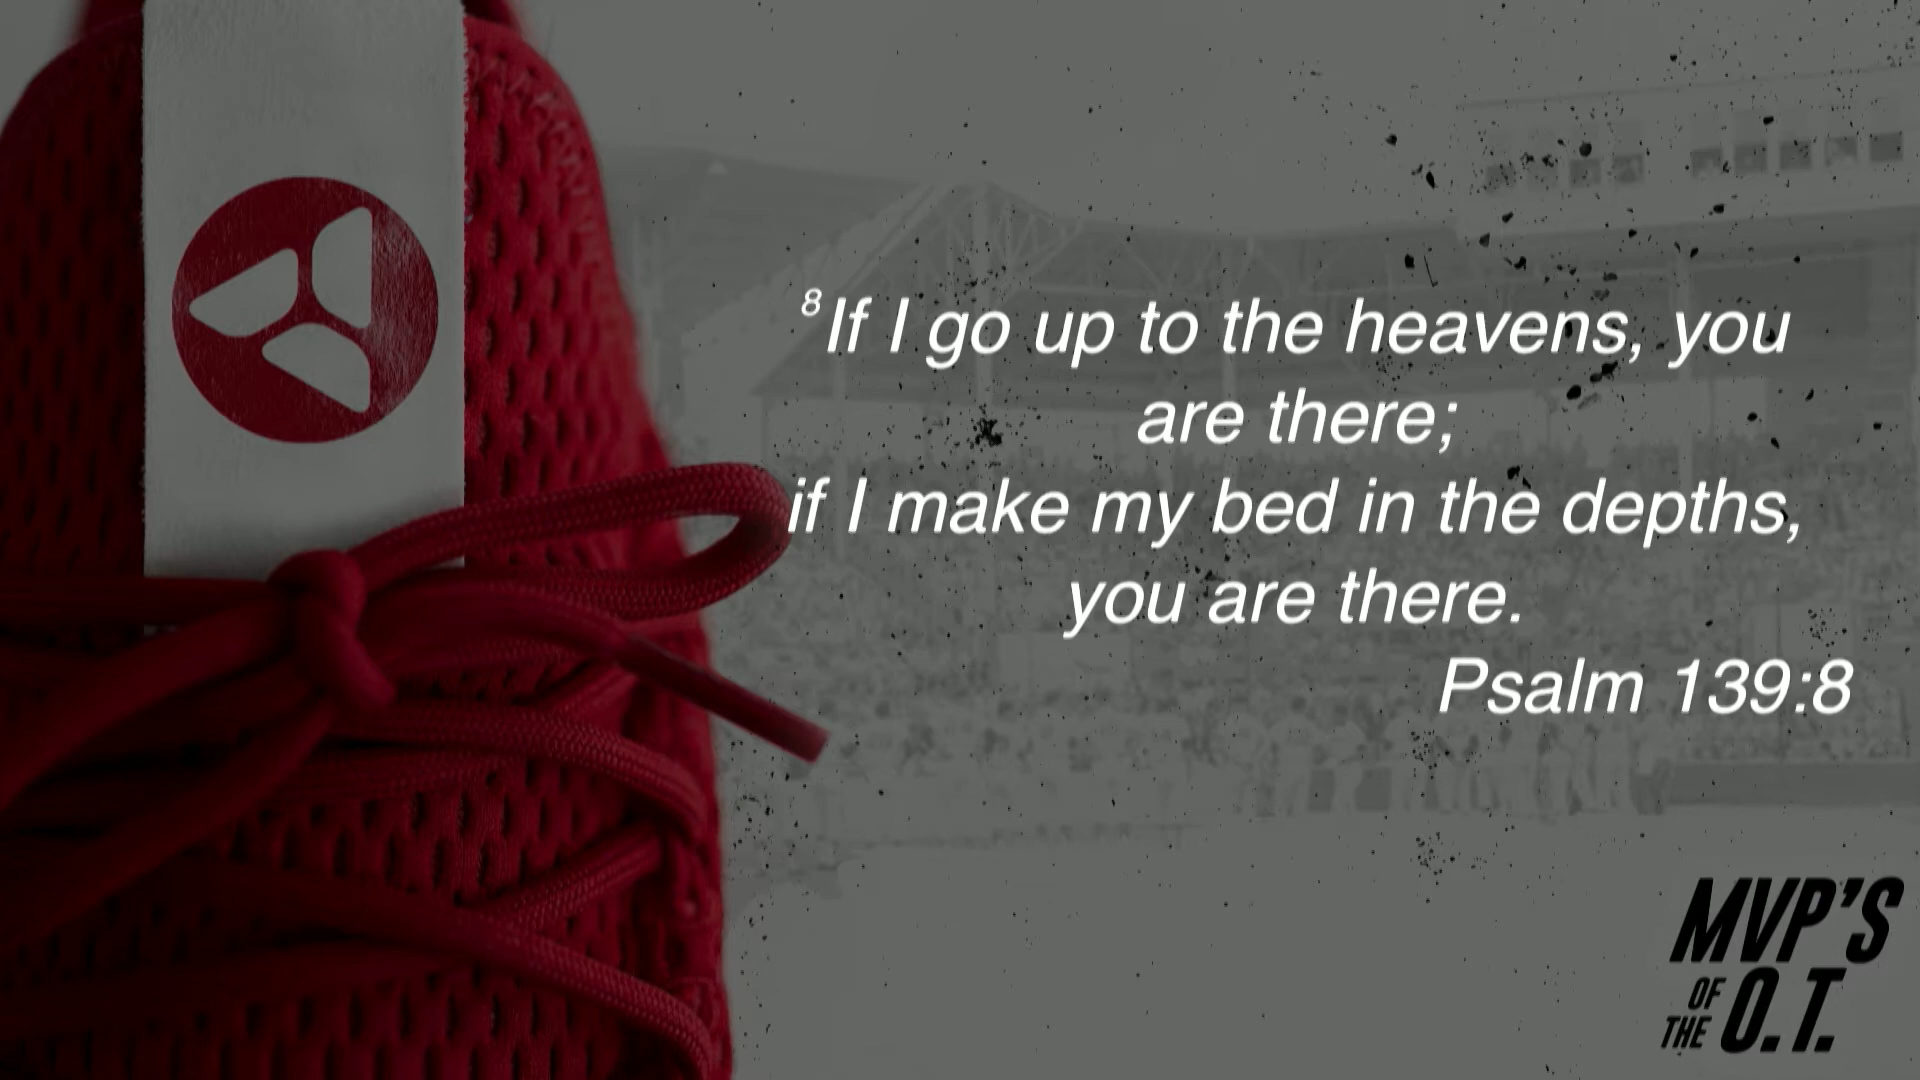 ⁸If I go up to the heavens, you
are there;
if I make my bed in the depths,
you are there.
Psalm 139:8
MVP'S
OF
THE O.T.